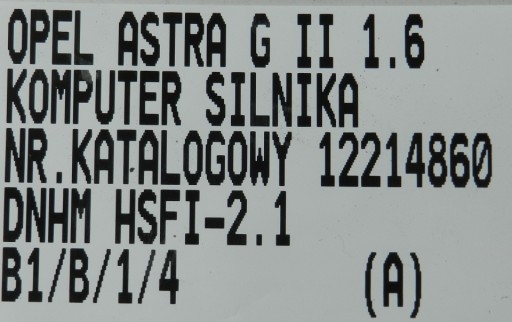 OPEL ASTRA G II 1.6
KOMPUTER SILNIKA
NR.KATALOGOWY 12214860
DNHM HSFI-2.1
B1/B/1/4 (A)